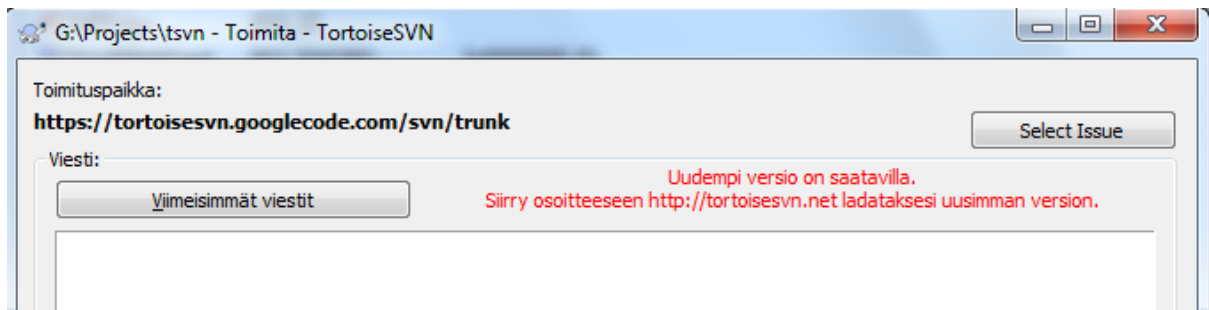 G:\Projects\tsvn - Toimita - TortoiseSVN
Toimituspaikka:
https://tortoisesvn.googlecode.com/svn/trunk
Select Issue
Viesti:
Viimeisimmät viestit
Uudempi versio on saatavilla.
Siirry osoitteeseen http://tortoisesvn.net ladataksesi uusimman version.